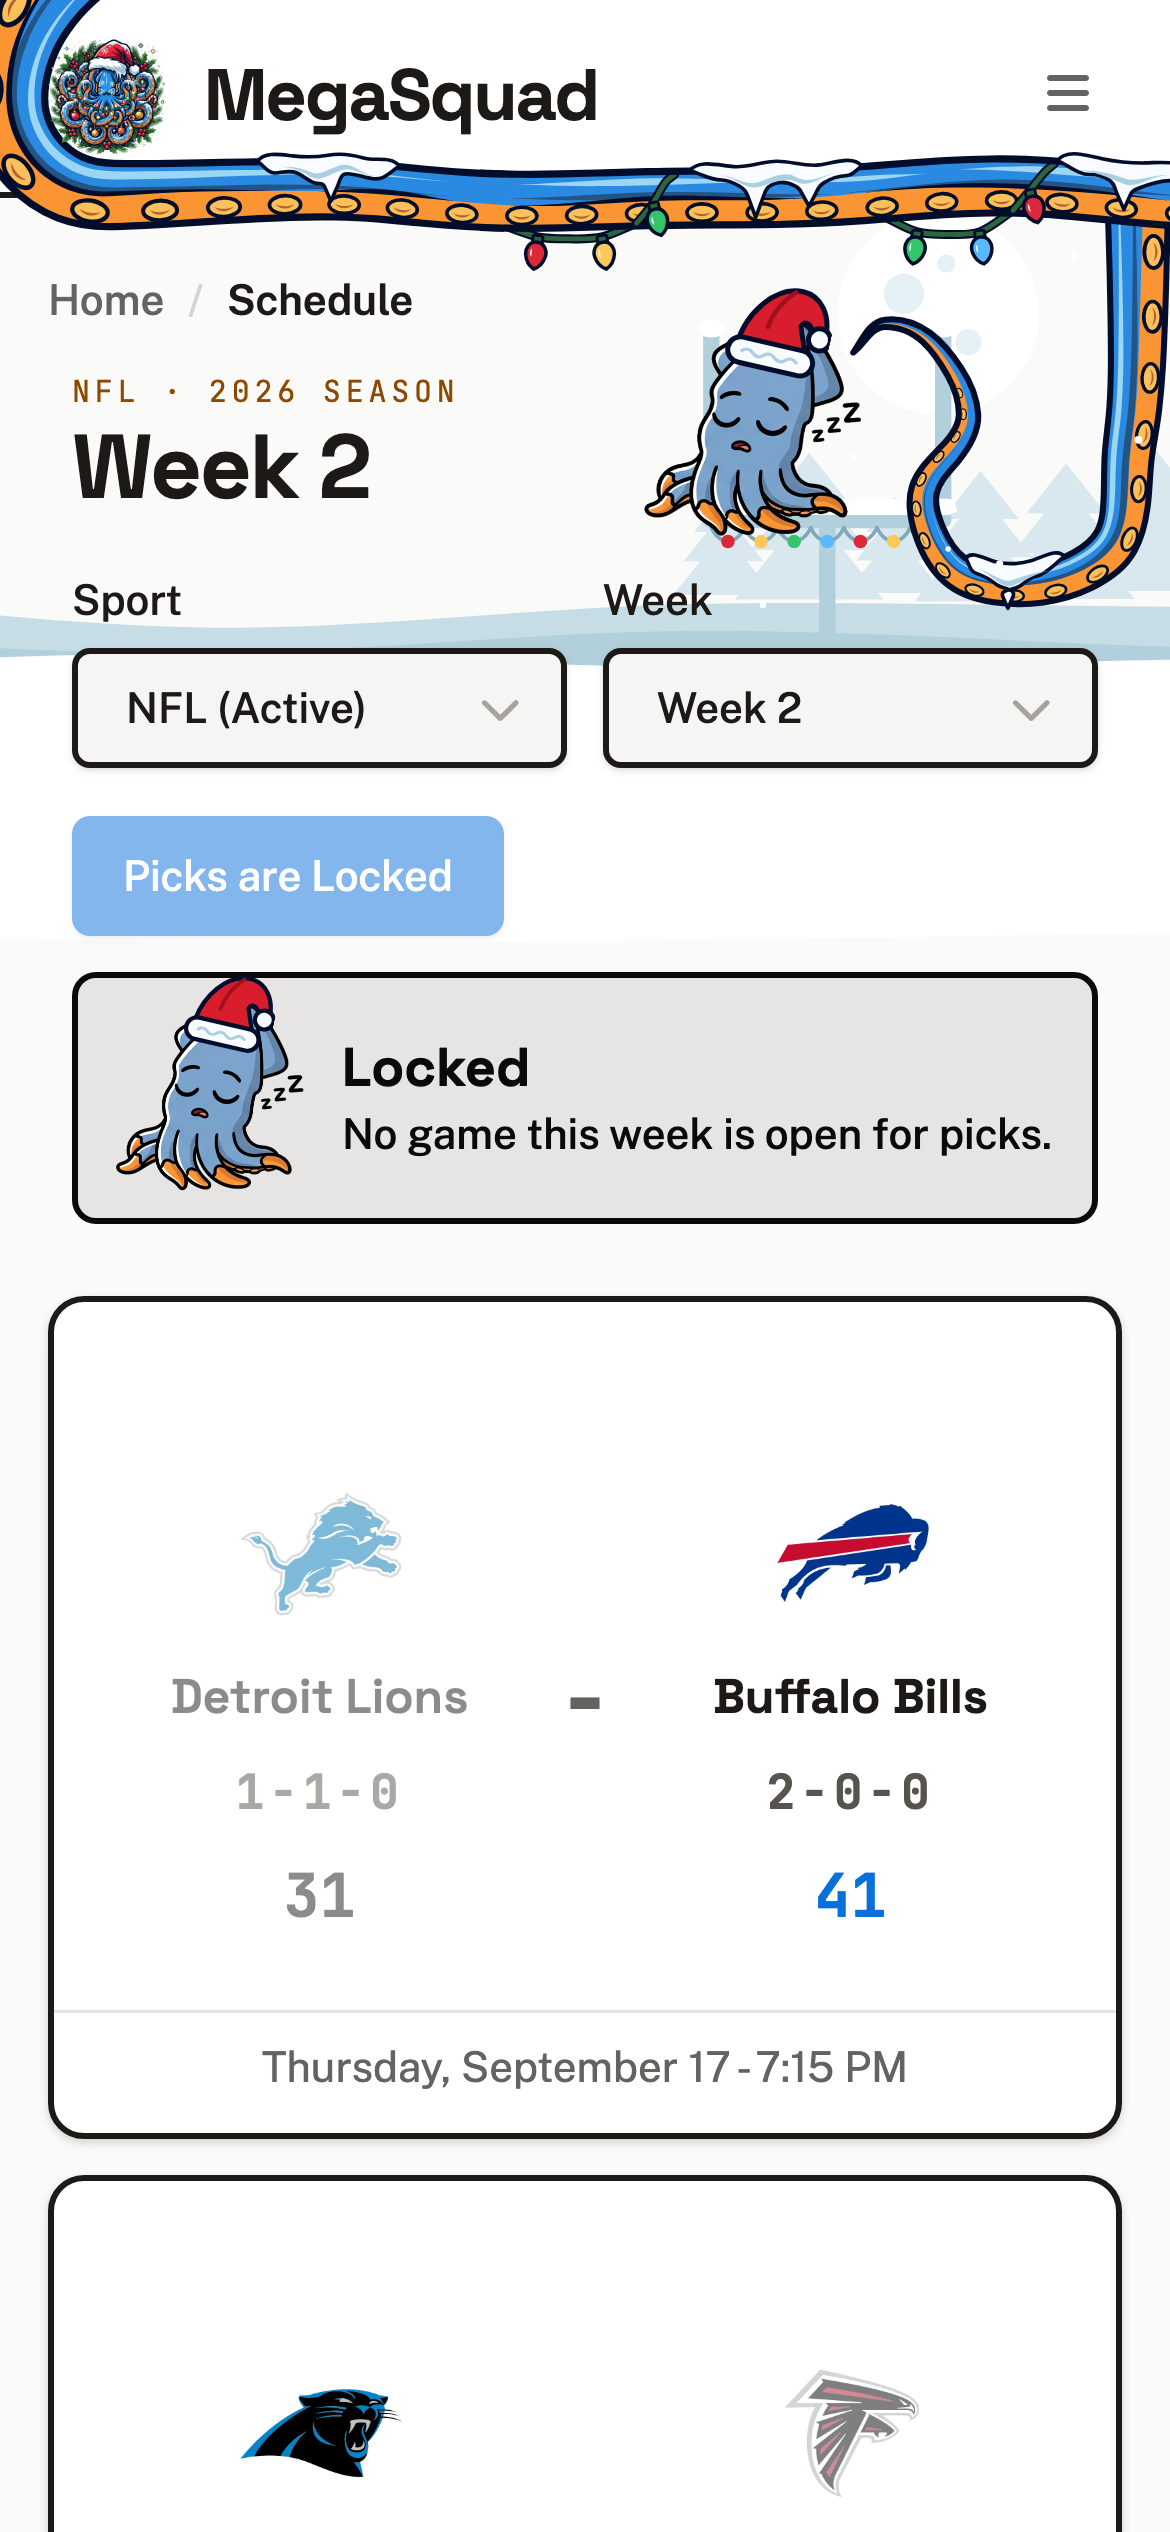 MegaSquad
Home / Schedule
NFL · 2026 SEASON
Week 2
zzz
Sport
Week
NFL (Active)
Week 2
Picks are Locked
zzz
Locked
No game this week is open for picks.
Detroit Lions
-
Buffalo Bills
1-1-0
2-0-0
31
41
Thursday, September 17 - 7:15 PM